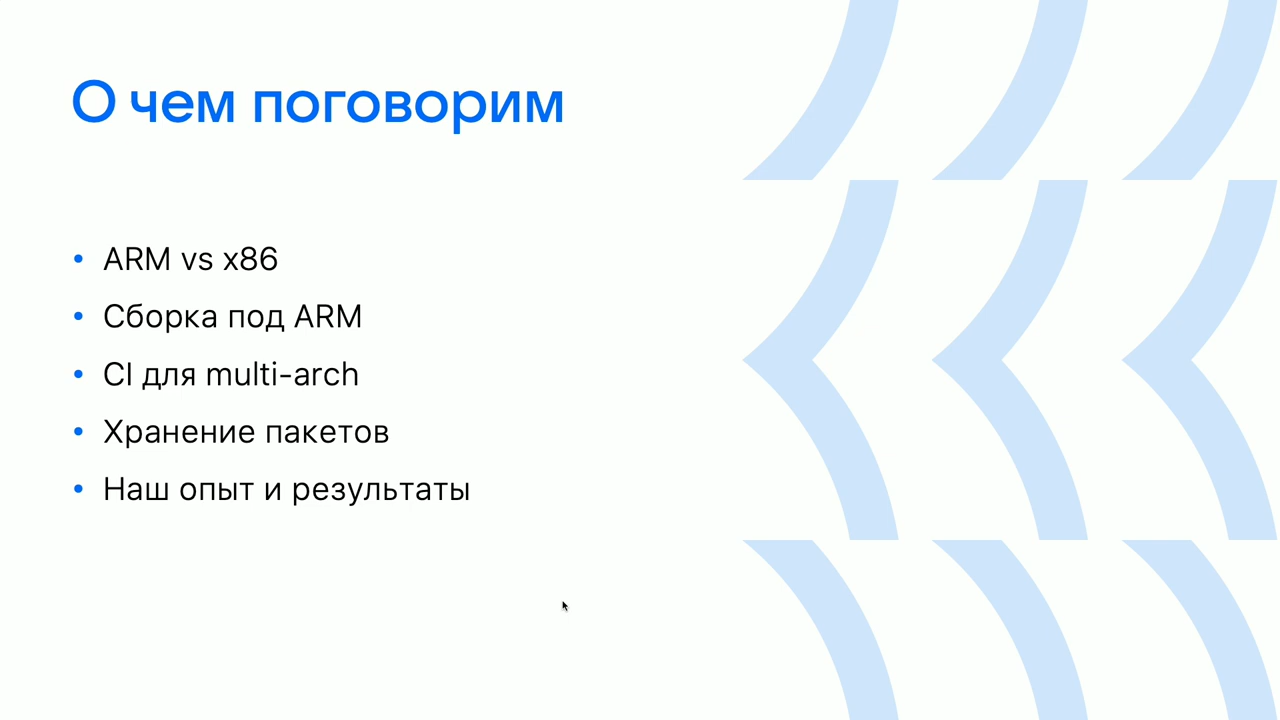 О чем поговорим
• ARM vs x86
• Сборка под ARM
• CI для multi-arch
• Хранение пакетов
• Наш опыт и результаты